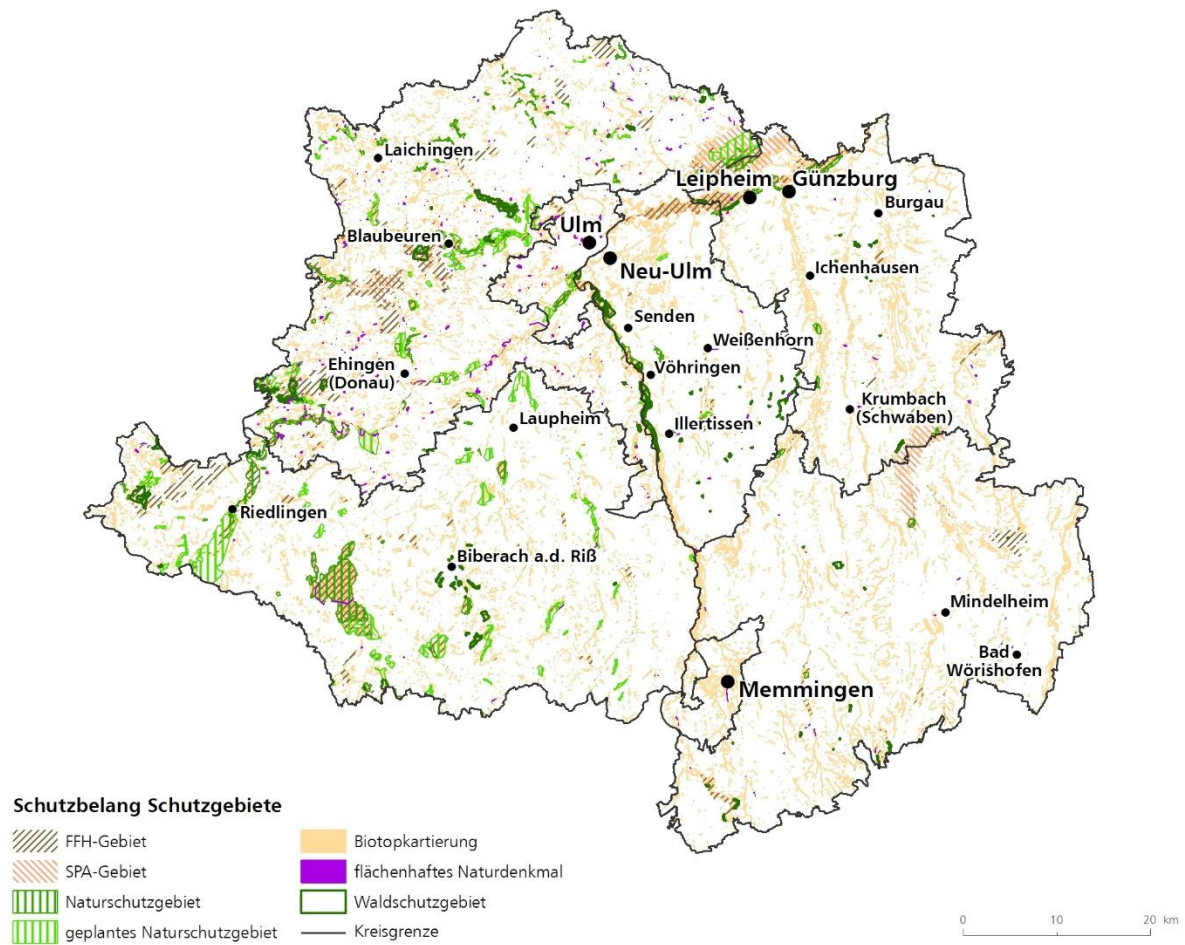 Laichingen
Leipheim
Günzburg
Burgau
Ulm
Blaubeuren
Neu-Ulm
Ichenhausen
Senden
Weißenhorn
Ehingen
(Donau)
Vöhringen
Krumbach
(Schwaben)
Laupheim
Illertissen
Riedlingen
Biberach a.d. Riß
Mindelheim
Bad
Wörishofen
Memmingen
Schutzbelang Schutzgebiete
FFH-Gebiet
SPA-Gebiet
Naturschutzgebiet
geplantes Naturschutzgebiet
Biotopkartierung
flächenhaftes Naturdenkmal
Waldschutzgebiet
Kreisgrenze
0 10 20 km